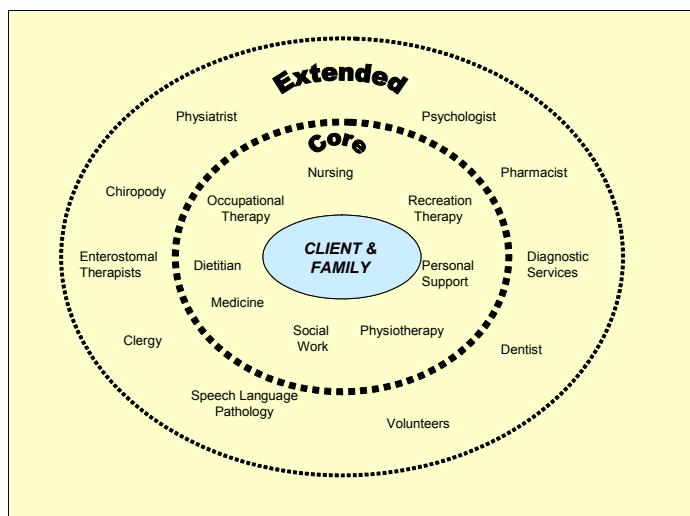 Extended
Physiatrist
Psychologist
Core
Nursing
Pharmacist
Chiropody
Occupational
Therapy
Recreation
Therapy
CLIENT &
FAMILY
Enterostomal
Therapists
Dietitian
Personal
Support
Diagnostic
Services
Medicine
Social
Work
Physiotherapy
Clergy
Dentist
Speech Language
Pathology
Volunteers